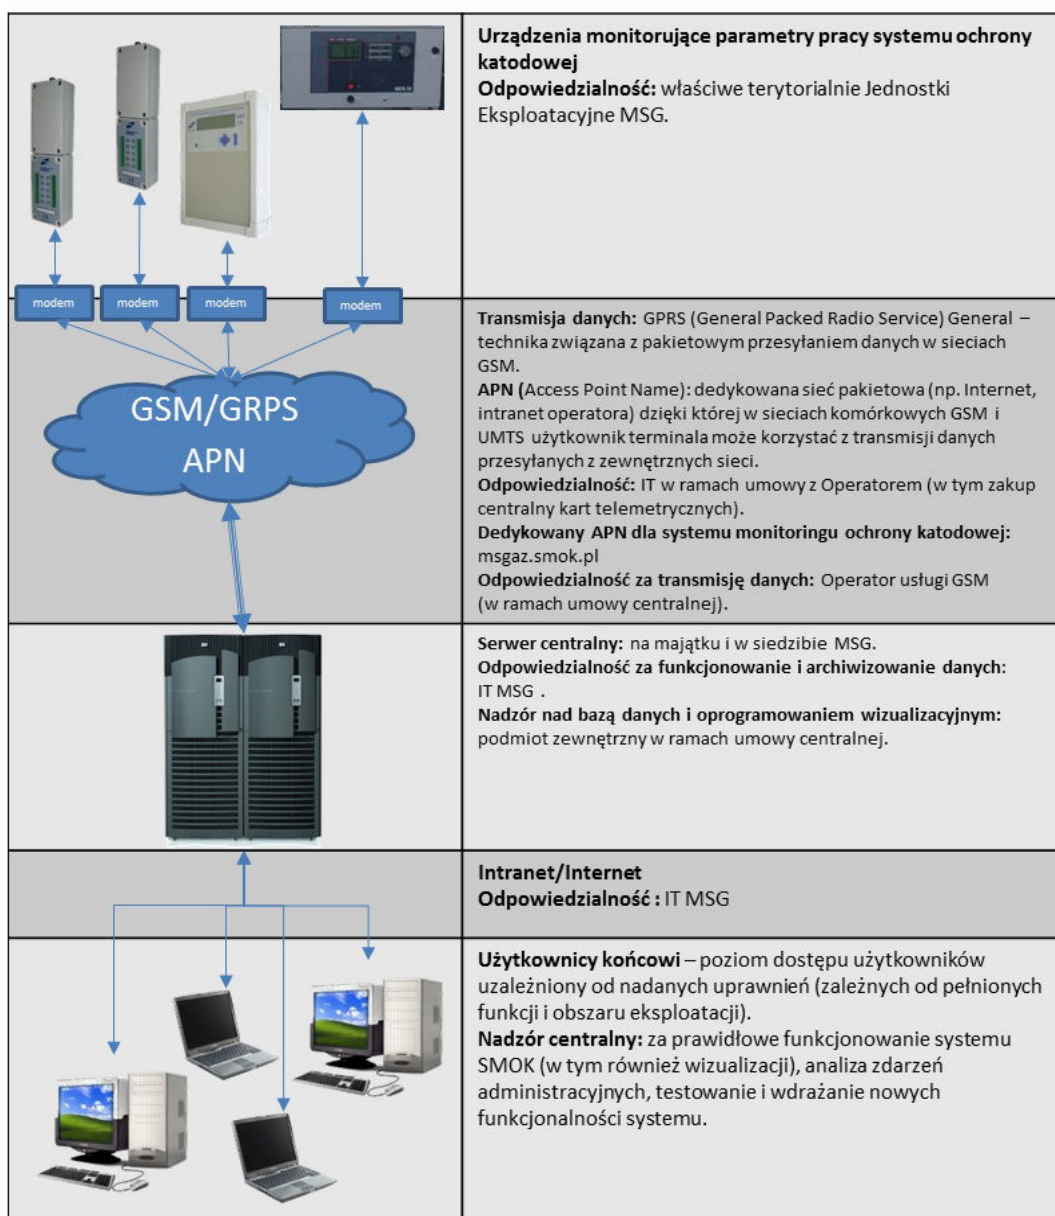 Urządzenia monitorujące parametry pracy systemu ochrony
katodowej
Odpowiedzialność: właściwe terytorialnie Jednostki
Eksploatacyjne MSG.
modem
modem
modem
modem
GSM/GRPS
APN
Transmisja danych: GPRS (General Packed Radio Service) General –
technika związana z pakietowym przesyłaniem danych w sieciach
GSM.
APN (Access Point Name): dedykowana sieć pakietowa (np. Internet,
intranet operatora) dzięki której w sieciach komórkowych GSM i
UMTS użytkownik terminala może korzystać z transmisji danych
przesyłanych z zewnętrznych sieci.
Odpowiedzialność: IT w ramach umowy z Operatorem (w tym zakup
centralny kart telemetrycznych).
Dedykowany APN dla systemu monitoringu ochrony katodowej:
msgaz.smok.pl
Odpowiedzialność za transmisję danych: Operator usługi GSM
(w ramach umowy centralnej).
Serwer centralny: na majątku i w siedzibie MSG.
Odpowiedzialność za funkcjonowanie i archiwizowanie danych:
IT MSG .
Nadzór nad bazą danych i oprogramowaniem wizualizacyjnym:
podmiot zewnętrzny w ramach umowy centralnej.
Intranet/Internet
Odpowiedzialność : IT MSG
Użytkownicy końcowi – poziom dostępu użytkowników
uzależniony od nadanych uprawnień (zależnych od pełnionych
funkcji i obszaru eksploatacji).
Nadzór centralny: za prawidłowe funkcjonowanie systemu
SMOK (w tym również wizualizacji), analiza zdarzeń
administracyjnych, testowanie i wdrażanie nowych
funkcjonalności systemu.